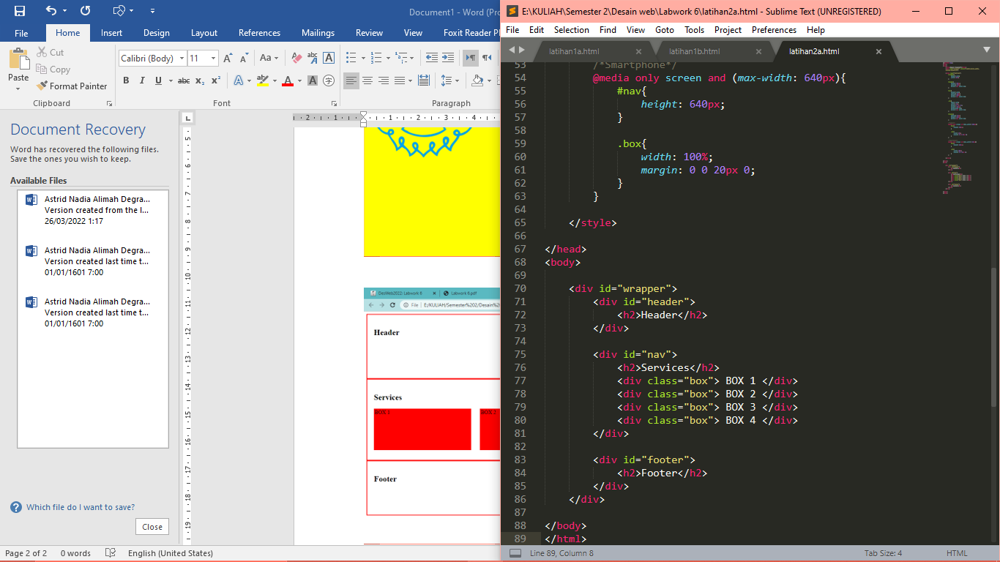 Document1 - Word (Pro
File
Home
Insert
Design
Layout
References
Mailings
Review
View
Foxit Reader P
Paste
Cut
Copy
Format Painter
Clipboard
Calibri (Body)
11
Font
Paragraph
Document Recovery
Word has recovered the following files.
Save the ones you wish to keep.
Available Files
Astrid Nadia Alimah Degra...
Version created from the l...
26/03/2022 1:17
Astrid Nadia Alimah Degra...
Version created last time t...
01/01/1601 7:00
Astrid Nadia Alimah Degra...
Version created last time t...
01/01/1601 7:00
Which file do I want to save?
Close
DesWeb2022: Labwork 6
Labwork 6.pdf
File E:/KULIAH/Semester%202/Desain%
Header
Services
BOX 1
BOX 2
Footer
Page 2 of 2 0 words English (United States)
E:\KULIAH\Semester 2\Desain web\Labwork 6\latihan2a.html - Sublime Text (UNREGISTERED)
File Edit Selection Find View Goto Tools Project Preferences Help
latihan1a.html
latihan1b.html
latihan2a.html
53 /*Smartphone*/
54 @media only screen and (max-width: 640px){
55 #nav{
56 height: 640px;
57 }
58
59 .box{
60 width: 100%;
61 margin: 0 0 20px 0;
62 }
63 }
64
65 </style>
66
67 </head>
68 <body>
69
70 <div id="wrapper">
71 <div id="header">
72 <h2>Header</h2>
73 </div>
74
75 <div id="nav">
76 <h2>Services</h2>
77 <div class="box"> BOX 1 </div>
78 <div class="box"> BOX 2 </div>
79 <div class="box"> BOX 3 </div>
80 <div class="box"> BOX 4 </div>
81 </div>
82
83 <div id="footer">
84 <h2>Footer</h2>
85 </div>
86 </div>
87
88 </body>
89 </html>
Line 89, Column 8
Tab Size: 4
HTML